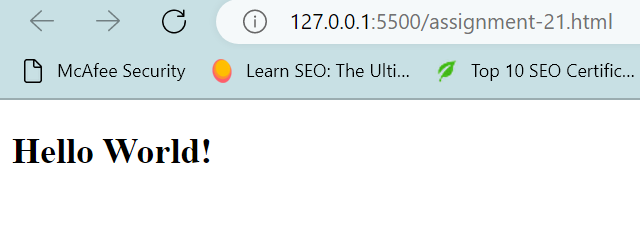 127.0.0.1:5500/assignment-21.html
McAfee Security Learn SEO: The Ulti... Top 10 SEO Certific...
Hello World!